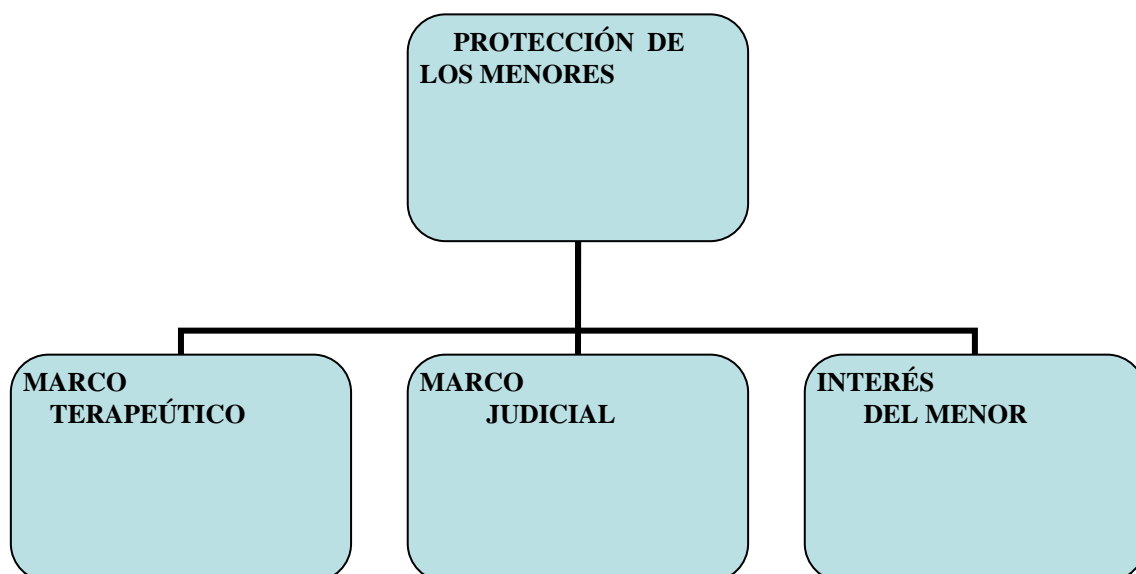 PROTECCIÓN DE
LOS MENORES
MARCO
TERAPEÚTICO
MARCO
JUDICIAL
INTERÉS
DEL MENOR